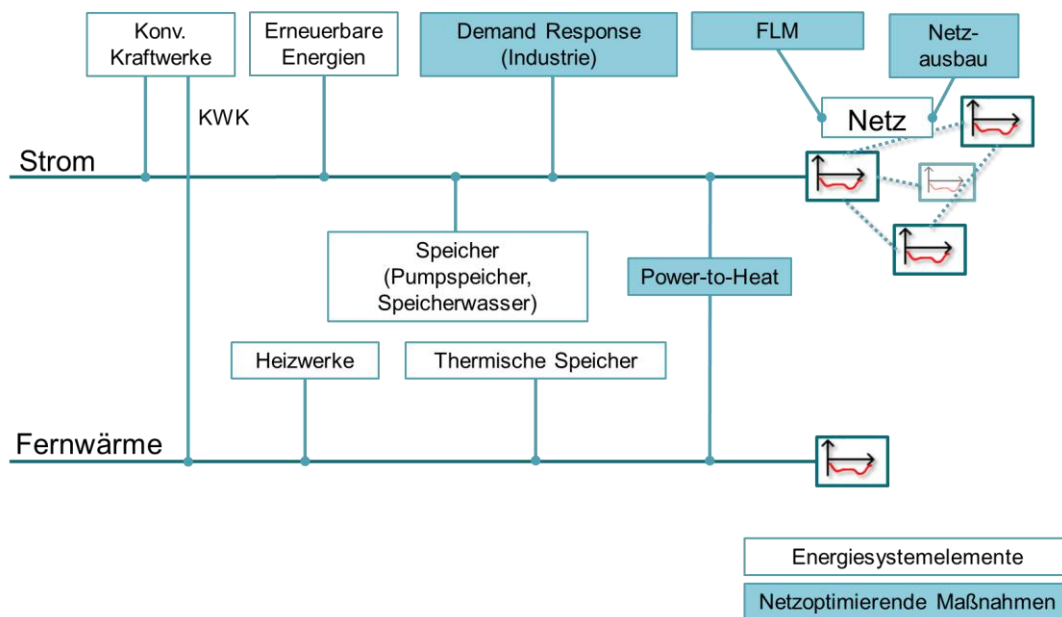 Konv.
Kraftwerke
Erneuerbare
Energien
Demand Response
(Industrie)
FLM
Netz-
ausbau
KWK
Netz
Strom
Speicher
(Pumpspeicher,
Speicherwasser)
Power-to-Heat
Heizwerke
Thermische Speicher
Fernwärme
Energiesystemelemente
Netzoptimierende Maßnahmen